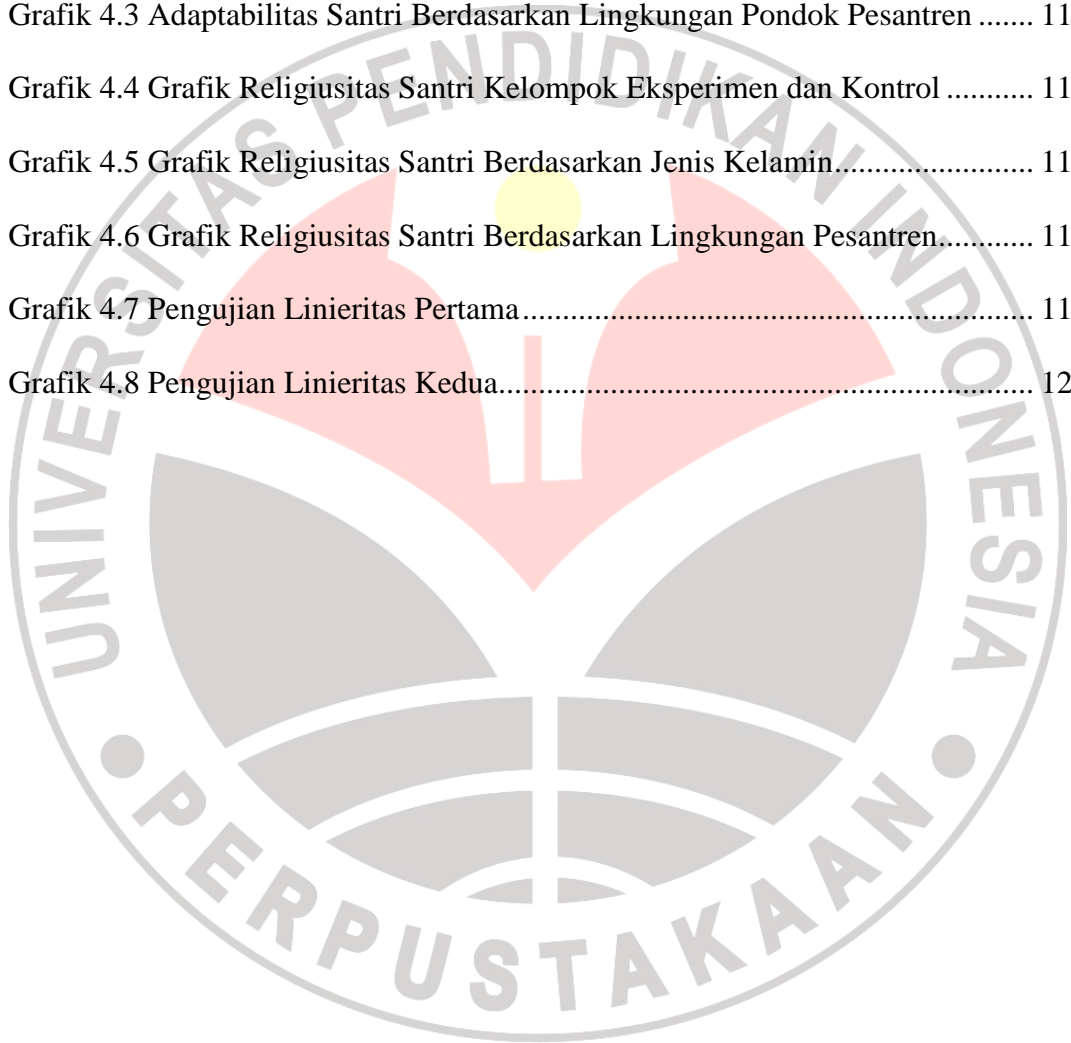 Grafik 4.3 Adaptabilitas Santri Berdasarkan Lingkungan Pondok Pesantren ....... 11
Grafik 4.4 Grafik Religiusitas Santri Kelompok Eksperimen dan Kontrol ........... 11
Grafik 4.5 Grafik Religiusitas Santri Berdasarkan Jenis Kelamin......................... 11
Grafik 4.6 Grafik Religiusitas Santri Berdasarkan Lingkungan Pesantren............ 11
Grafik 4.7 Pengujian Linieritas Pertama................................................................ 11
Grafik 4.8 Pengujian Linieritas Kedua................................................................... 12
UNIVERSITAS PENDIDIKAN INDONESIA
PERPUSTAKAAN